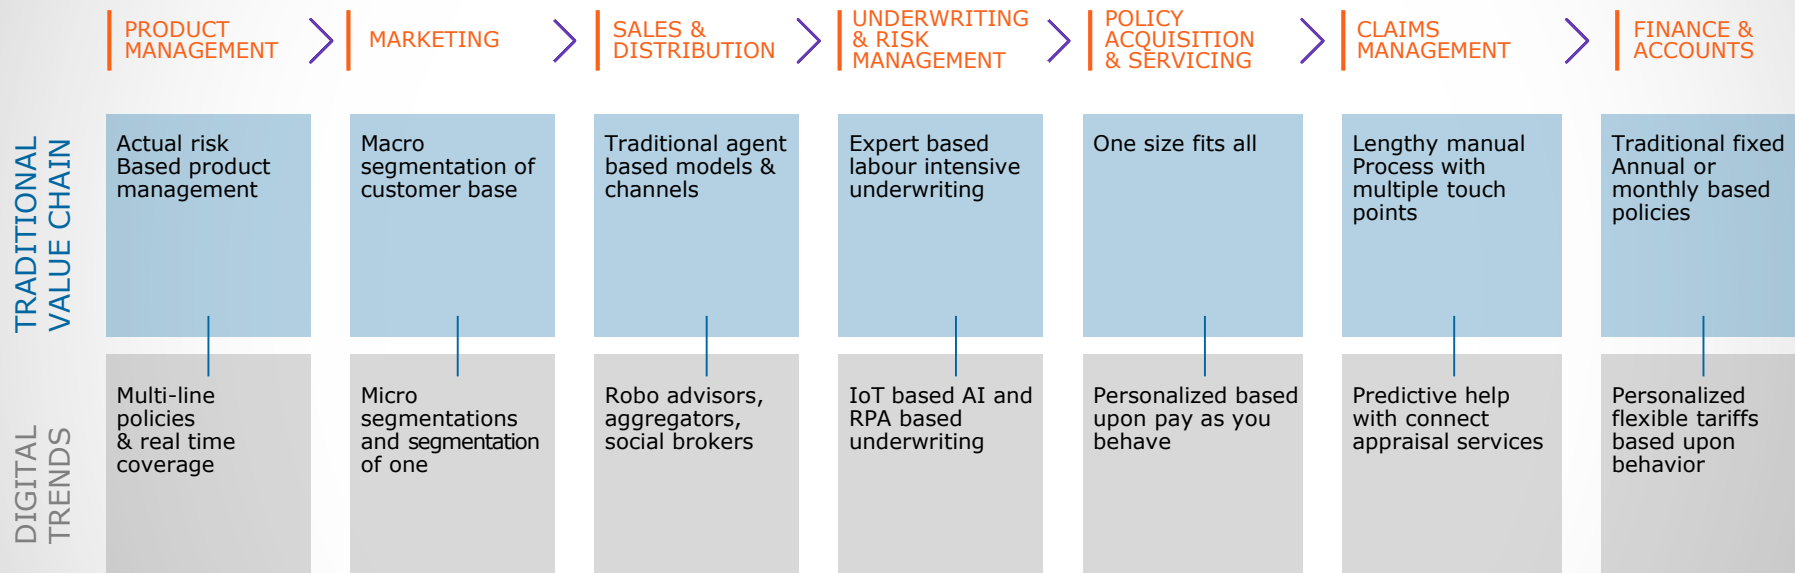 PRODUCT
MANAGEMENT
MARKETING
SALES &
DISTRIBUTION
UNDERWRITING
& RISK
MANAGEMENT
POLICY
ACQUISITION
& SERVICING
CLAIMS
MANAGEMENT
FINANCE &
ACCOUNTS
TRADITIONAL
VALUE CHAIN
Actual risk
Based product
management
Macro
segmentation of
customer base
Traditional agent
based models &
channels
Expert based
labour intensive
underwriting
One size fits all
Lengthy manual
Process with
multiple touch
points
Traditional fixed
Annual or
monthly based
policies
DIGITAL
TRENDS
Multi-line
policies
& real time
coverage
Micro
segmentations
and segmentation
of one
Robo advisors,
aggregators,
social brokers
IoT based AI and
RPA based
underwriting
Personalized based
upon pay as you
behave
Predictive help
with connect
appraisal services
Personalized
flexible tariffs
based upon
behavior